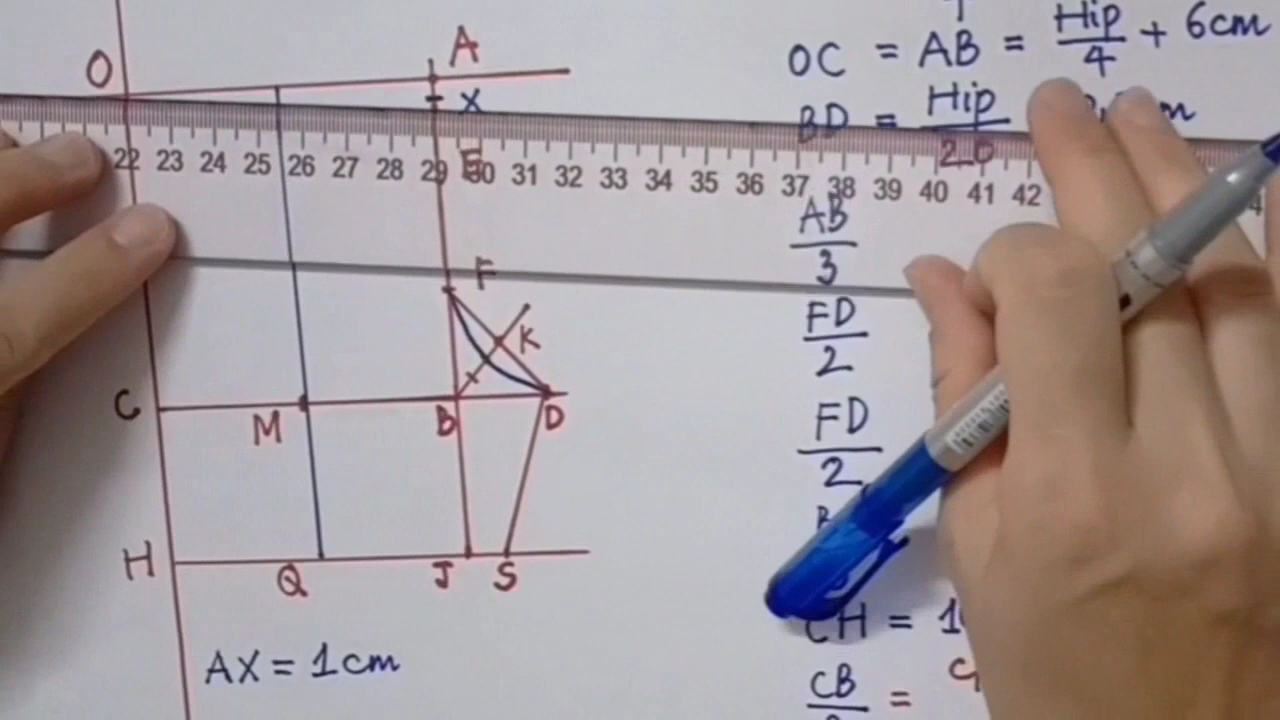 OC = AB = Hip/4 + 6cm
BD = Hip/20
AB/3
FD/2
FD/2
CH = 1
CB
=
O
A
X
E
22 23 24 25 26 27 28 29 30 31 32 33 34 35 36 37 38 39 40 41 42
F
K
C
M
B
D
H
Q
J
S
AX = 1cm